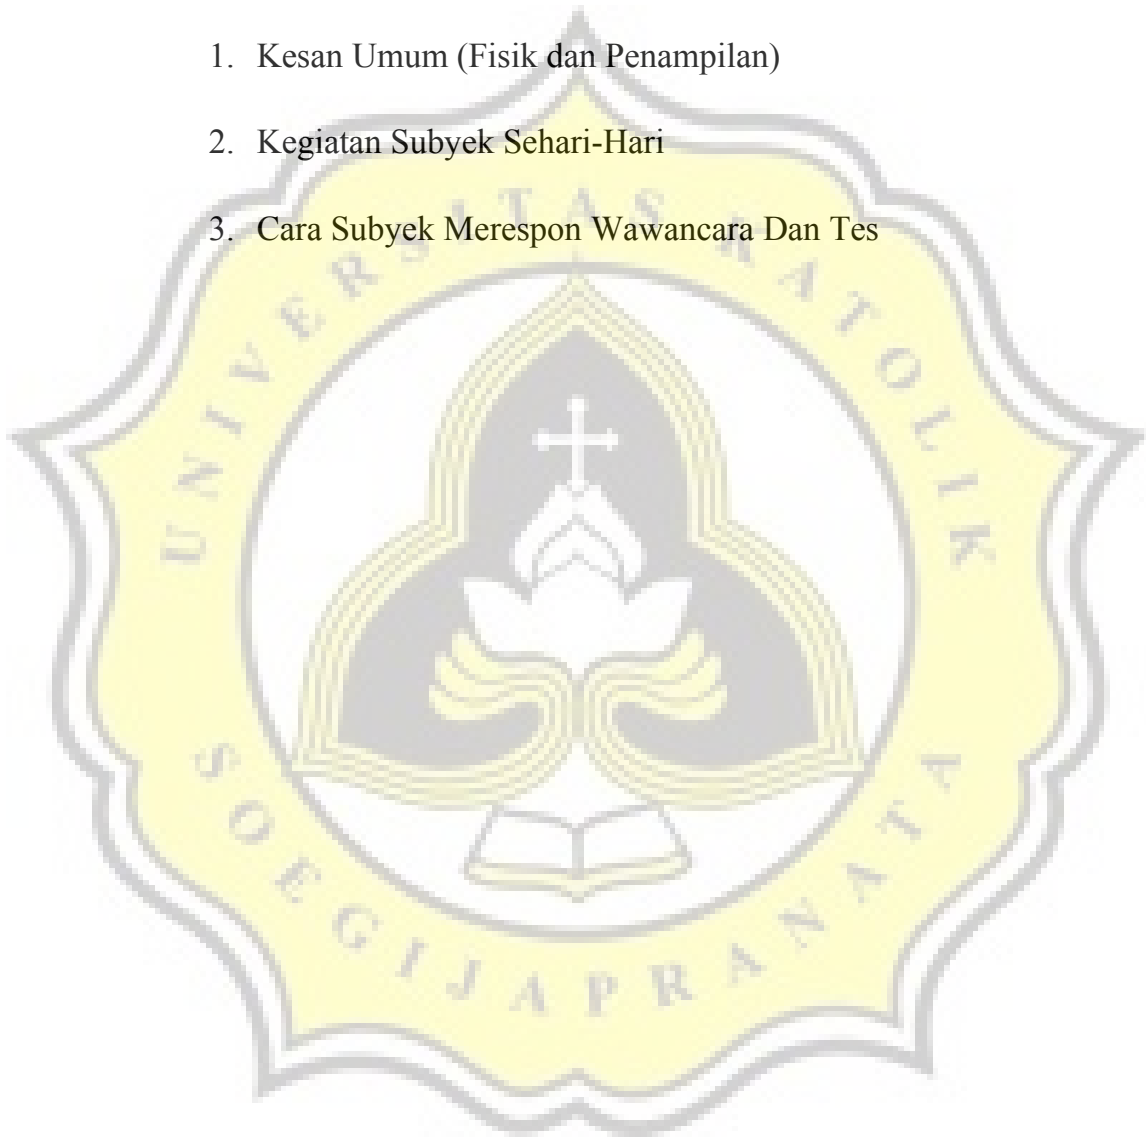 1. Kesan Umum (Fisik dan Penampilan)
2. Kegiatan Subyek Sehari-Hari
3. Cara Subyek Merespon Wawancara Dan Tes
UNIVERSITAS KATOLIK
SOEGIJAPRANATA